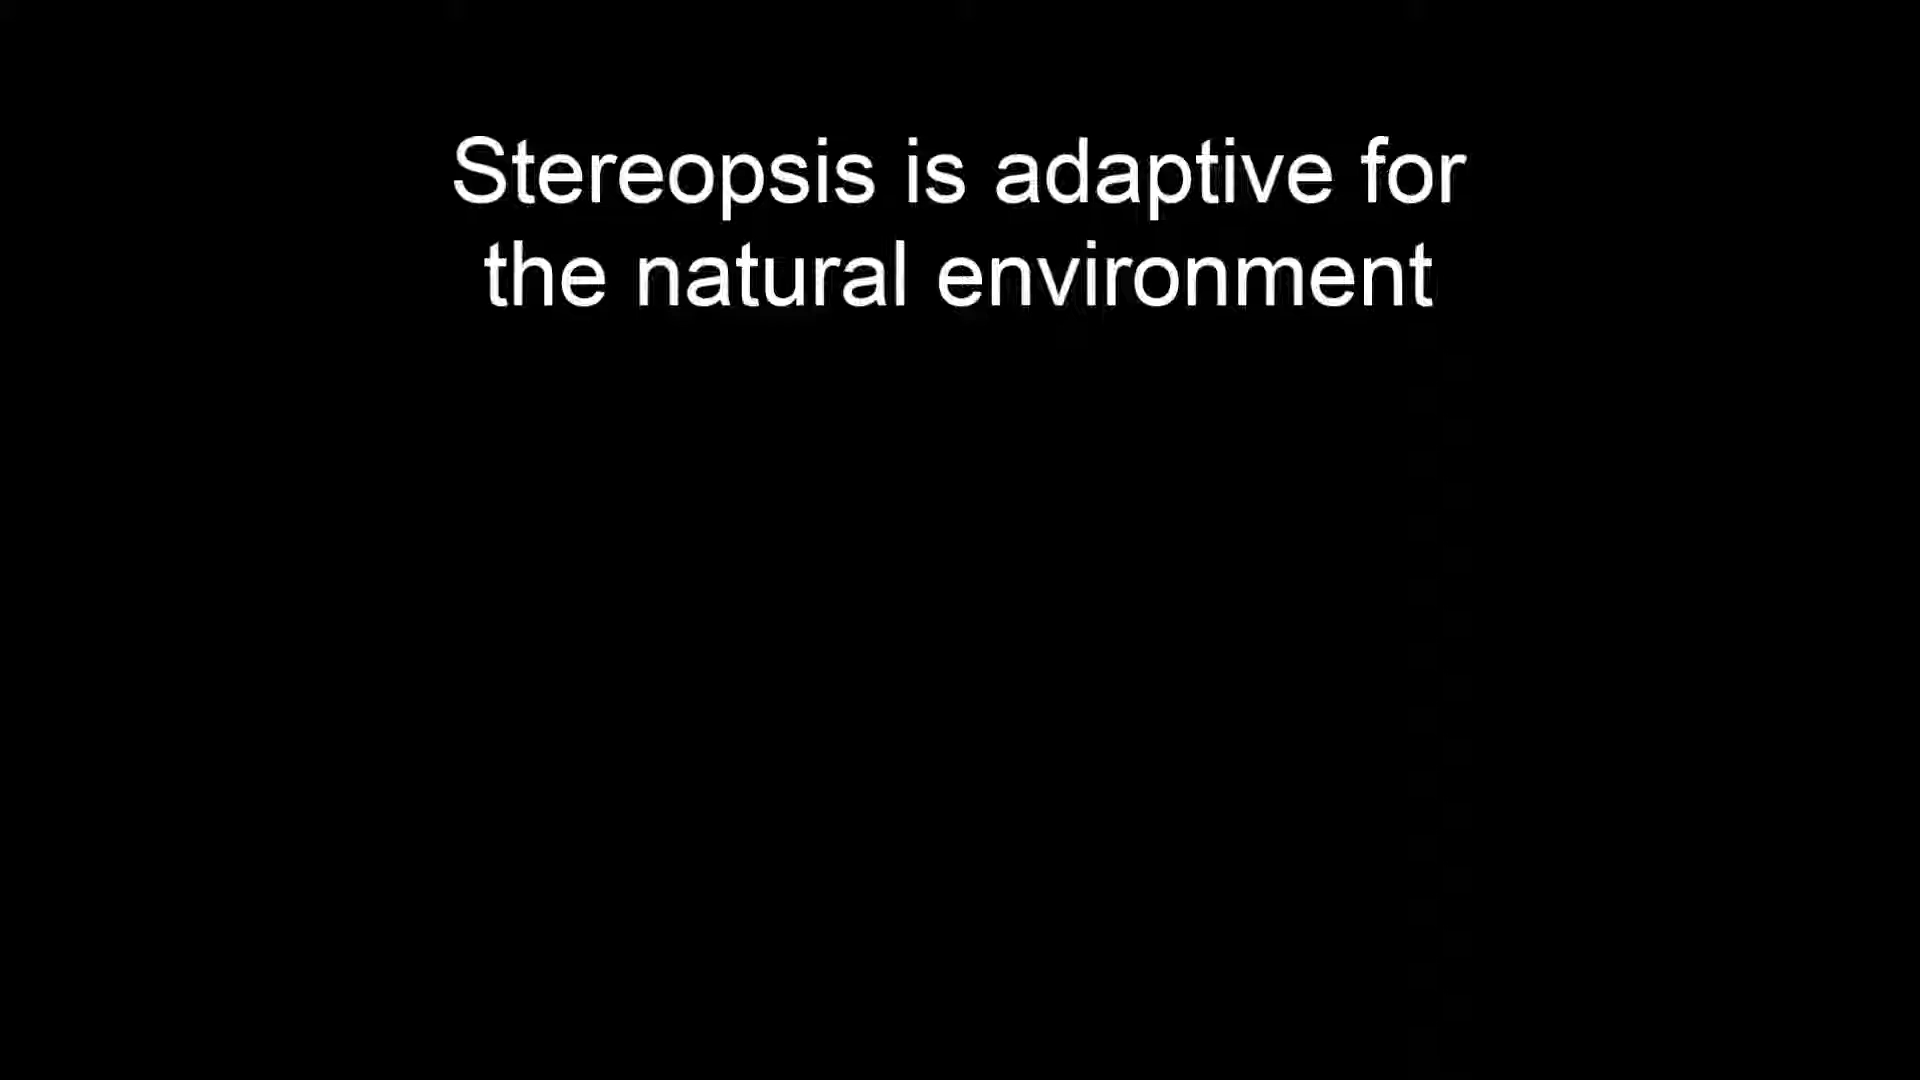 Stereopsis is adaptive for
the natural environment